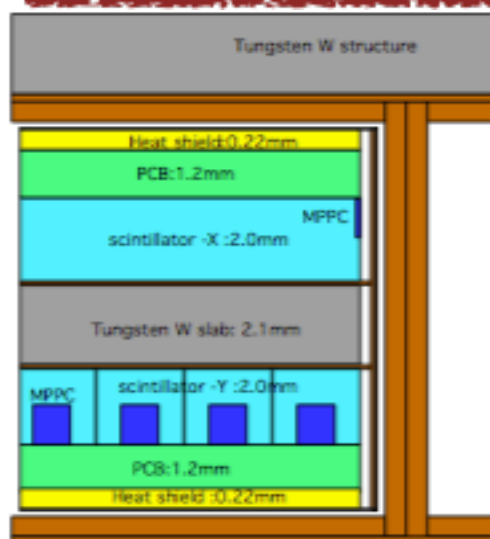 Tungsten W structure
Heat shield:0.22mm
PCB:1.2mm
MPPC
scintillator -X :2.0mm
Tungsten W slab: 2.1mm
scintillator -Y :2.0mm
MPPC
PCB:1.2mm
Heat shield :0.22mm